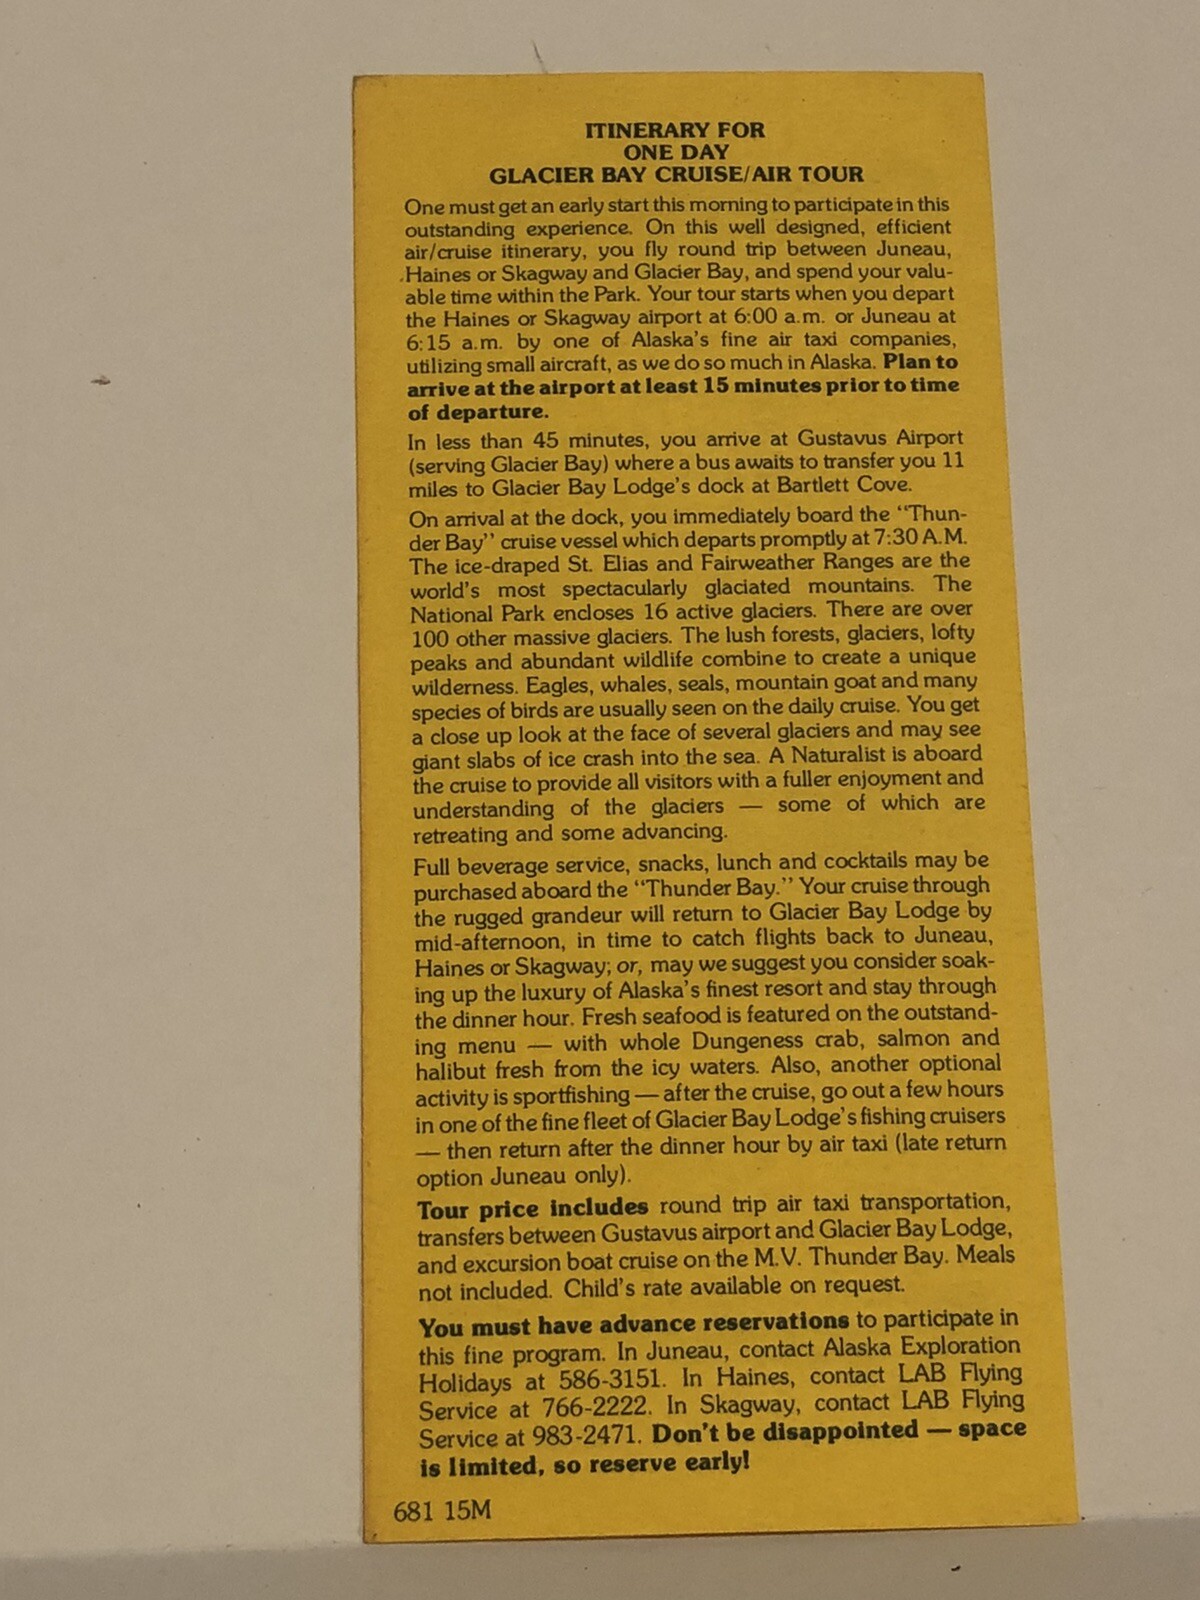 ITINERARY FOR
ONE DAY
GLACIER BAY CRUISE/AIR TOUR
One must get an early start this morning to participate in this
outstanding experience. On this well designed, efficient
air/cruise itinerary, you fly round trip between Juneau,
Haines or Skagway and Glacier Bay, and spend your valu-
able time within the Park. Your tour starts when you depart
the Haines or Skagway airport at 6:00 a.m. or Juneau at
6:15 a.m. by one of Alaska's fine air taxi companies,
utilizing small aircraft, as we do so much in Alaska. Plan to
arrive at the airport at least 15 minutes prior to time
of departure.
In less than 45 minutes, you arrive at Gustavus Airport
(serving Glacier Bay) where a bus awaits to transfer you 11
miles to Glacier Bay Lodge's dock at Bartlett Cove.
On arrival at the dock, you immediately board the "Thun-
der Bay" cruise vessel which departs promptly at 7:30 A.M.
The ice-draped St. Elias and Fairweather Ranges are the
world's most spectacularly glaciated mountains. The
National Park encloses 16 active glaciers. There are over
100 other massive glaciers. The lush forests, glaciers, lofty
peaks and abundant wildlife combine to create a unique
wilderness. Eagles, whales, seals, mountain goat and many
species of birds are usually seen on the daily cruise. You get
a close up look at the face of several glaciers and may see
giant slabs of ice crash into the sea. A Naturalist is aboard
the cruise to provide all visitors with a fuller enjoyment and
understanding of the glaciers — some of which are
retreating and some advancing.
Full beverage service, snacks, lunch and cocktails may be
purchased aboard the "Thunder Bay." Your cruise through
the rugged grandeur will return to Glacier Bay Lodge by
mid-afternoon, in time to catch flights back to Juneau,
Haines or Skagway; or, may we suggest you consider soak-
ing up the luxury of Alaska's finest resort and stay through
the dinner hour. Fresh seafood is featured on the outstand-
ing menu — with whole Dungeness crab, salmon and
halibut fresh from the icy waters. Also, another optional
activity is sportfishing — after the cruise, go out a few hours
in one of the fine fleet of Glacier Bay Lodge's fishing cruisers
— then return after the dinner hour by air taxi (late return
option Juneau only).
Tour price includes round trip air taxi transportation,
transfers between Gustavus airport and Glacier Bay Lodge,
and excursion boat cruise on the M.V. Thunder Bay. Meals
not included. Child's rate available on request.
You must have advance reservations to participate in
this fine program. In Juneau, contact Alaska Exploration
Holidays at 586-3151. In Haines, contact LAB Flying
Service at 766-2222. In Skagway, contact LAB Flying
Service at 983-2471. Don't be disappointed — space
is limited, so reserve early!
681 15M